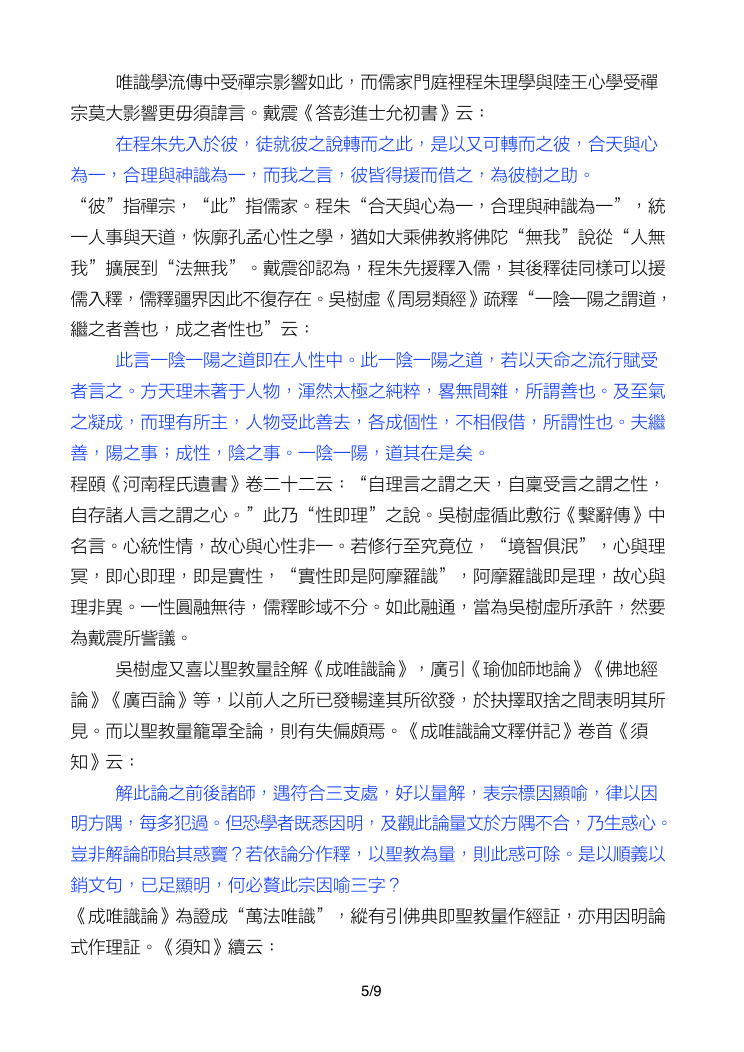 唯識學流傳中受禪宗影響如此，而儒家門庭裡程朱理學與陸王心學受禪
宗莫大影響更毋須諱言。戴震《答彭進士允初書》云：
在程朱先入於彼，徒就彼之說轉而之此，是以又可轉而之彼，合天與心
為一，合理與神識為一，而我之言，彼皆得援而借之，為彼樹之助。
“彼”指禪宗，“此”指儒家。程朱“合天與心為一，合理與神識為一”，統
一人事與天道，恢廓孔孟心性之學，猶如大乘佛教將佛陀“無我”說從“人無
我”擴展到“法無我”。戴震卻認為，程朱先援釋入儒，其後釋徒同樣可以援
儒入釋，儒釋疆界因此不復存在。吳樹虛《周易類經》疏釋“一陰一陽之謂道，
繼之者善也，成之者性也”云：
此言一陰一陽之道即在人性中。此一陰一陽之道，若以天命之流行賦受
者言之。方天理未著于人物，渾然太極之純粹，畧無間雜，所謂善也。及至氣
之凝成，而理有所主，人物受此善去，各成個性，不相假借，所謂性也。夫繼
善，陽之事；成性，陰之事。一陰一陽，道其在是矣。
程頤《河南程氏遺書》卷二十二云：“自理言之謂之天，自稟受言之謂之性，
自存諸人言之謂之心。”此乃“性即理”之說。吳樹虛循此敷衍《繫辭傳》中
名言。心統性情，故心與心性非一。若修行至究竟位，“境智俱泯”，心與理
冥，即心即理，即是實性，“實性即是阿摩羅識”，阿摩羅識即是理，故心與
理非異。一性圓融無待，儒釋畛域不分。如此融通，當為吳樹虛所承許，然要
為戴震所訾議。
吳樹虛又喜以聖教量詮解《成唯識論》，廣引《瑜伽師地論》《佛地經
論》《廣百論》等，以前人之所已發暢達其所欲發，於抉擇取捨之間表明其所
見。而以聖教量籠罩全論，則有失偏頗焉。《成唯識論文釋併記》卷首《須
知》云：
解此論之前後諸師，遇符合三支處，好以量解，表宗標因顯喻，律以因
明方隅，每多犯過。但恐學者既悉因明，及觀此論量文於方隅不合，乃生惑心。
豈非解論師貽其惑竇？若依論分作釋，以聖教為量，則此惑可除。是以順義以
銷文句，已足顯明，何必贅此宗因喻三字？
《成唯識論》為證成“萬法唯識”，縱有引佛典即聖教量作經証，亦用因明論
式作理証。《須知》續云：
5/9